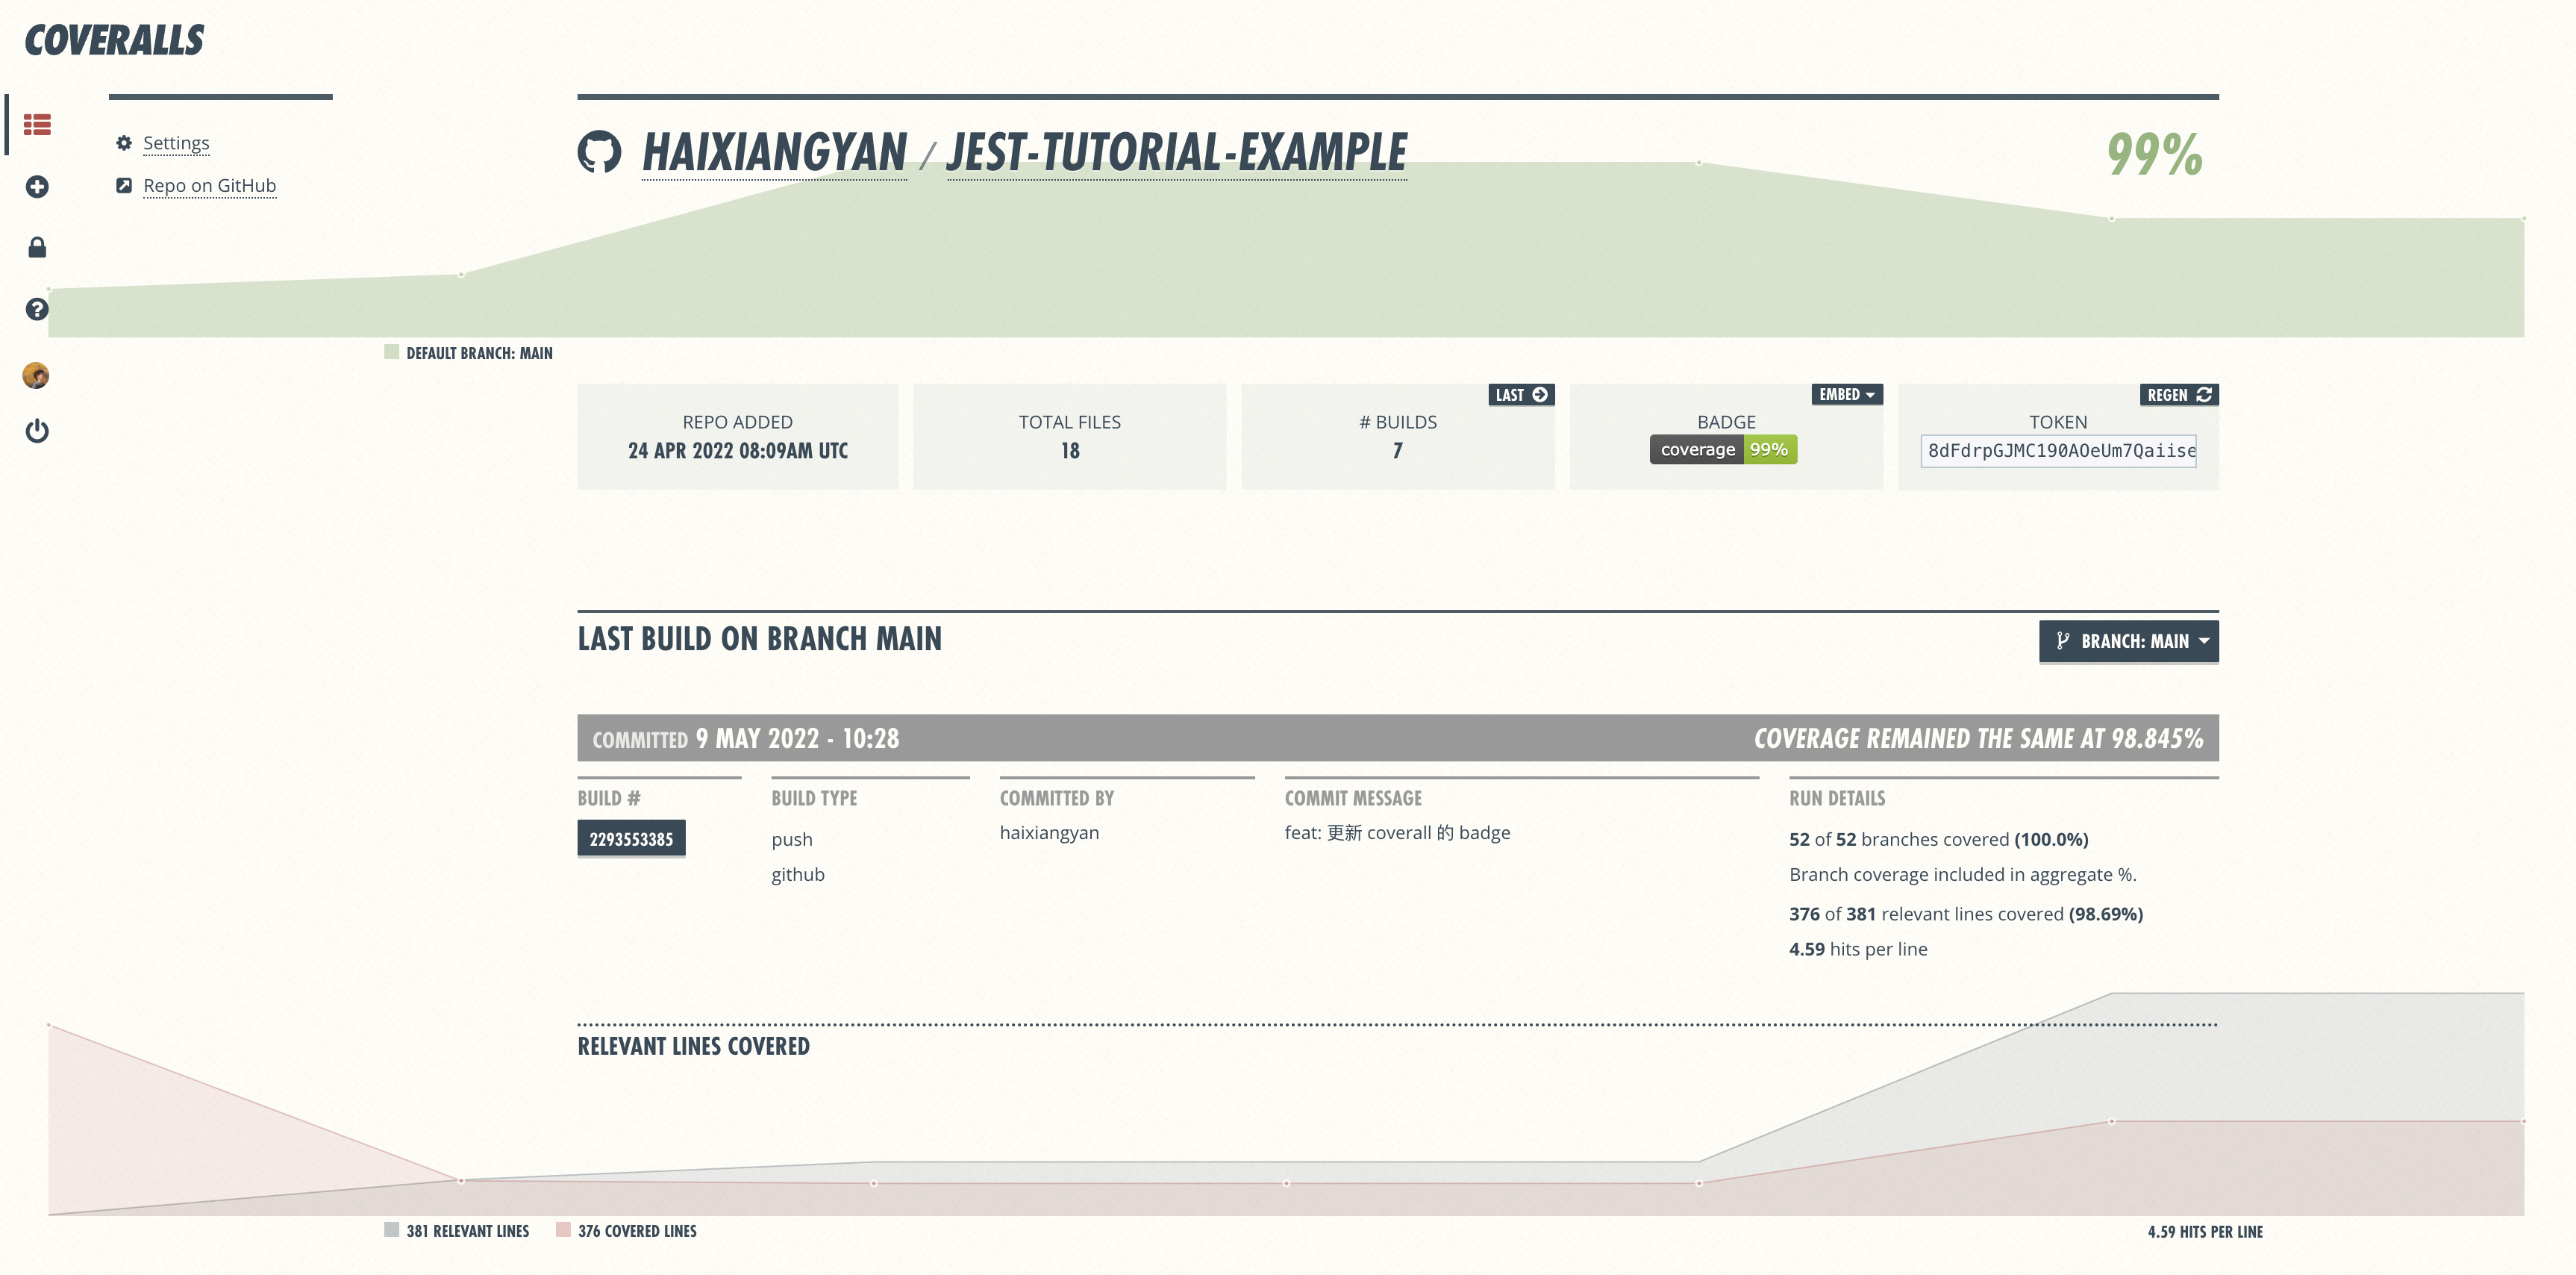 COVERALLS
Settings
Repo on GitHub
HAIXIANGYAN / JEST-TUTORIAL-EXAMPLE
99%
DEFAULT BRANCH: MAIN
REPO ADDED
24 APR 2022 08:09AM UTC
TOTAL FILES
18
LAST
# BUILDS
7
EMBED
BADGE
coverage 99%
REGEN
TOKEN
8dFdrpGJMC190AOeUm7Qaiise
LAST BUILD ON BRANCH MAIN
BRANCH: MAIN
COMMITTED 9 MAY 2022 - 10:28
COVERAGE REMAINED THE SAME AT 98.845%
BUILD #
2293553385
BUILD TYPE
push
github
COMMITTED BY
haixiangyan
COMMIT MESSAGE
feat: 更新 coverall 的 badge
RUN DETAILS
52 of 52 branches covered (100.0%)
Branch coverage included in aggregate %.
376 of 381 relevant lines covered (98.69%)
4.59 hits per line
RELEVANT LINES COVERED
381 RELEVANT LINES
376 COVERED LINES
4.59 HITS PER LINE